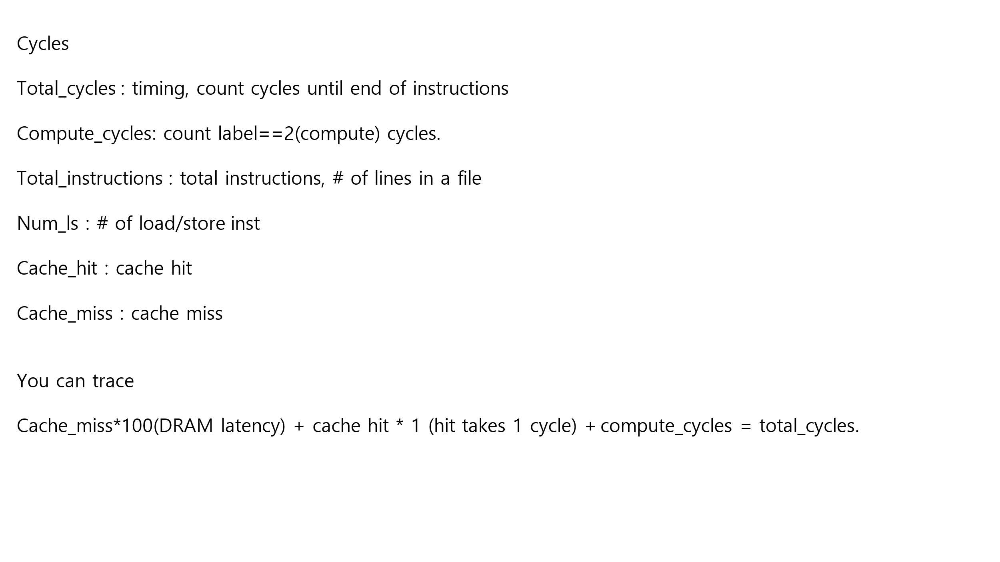 Cycles
Total_cycles : timing, count cycles until end of instructions
Compute_cycles: count label==2(compute) cycles.
Total_instructions : total instructions, # of lines in a file
Num_ls : # of load/store inst
Cache_hit : cache hit
Cache_miss : cache miss
You can trace
Cache_miss*100(DRAM latency) + cache hit * 1 (hit takes 1 cycle) + compute_cycles = total_cycles.